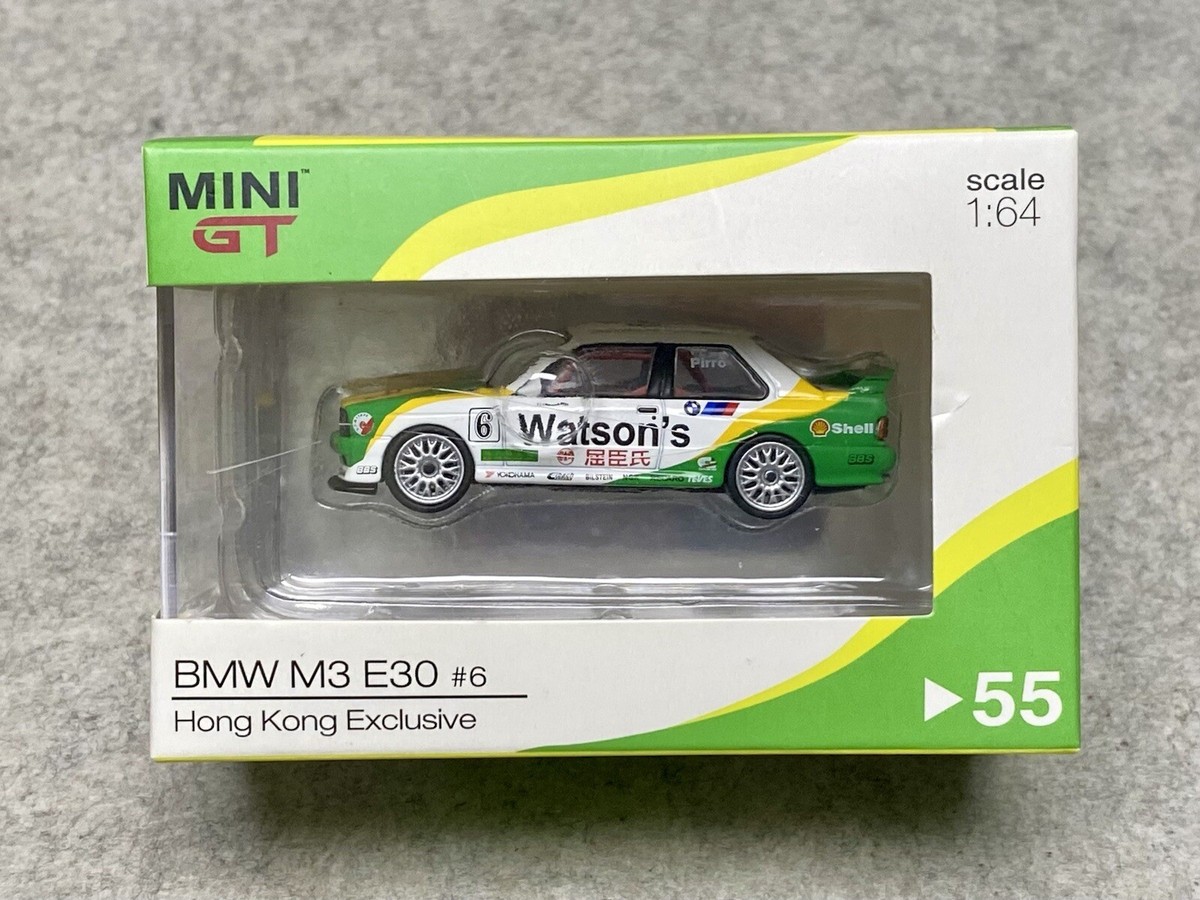 MINI™
GT
scale
1:64
Pirro
6
Watson's
屈臣氏
Shell
BBS
BBS
YOKOHAMA
BILSTEIN
TEVES
BMW M3 E30 #6
Hong Kong Exclusive
55